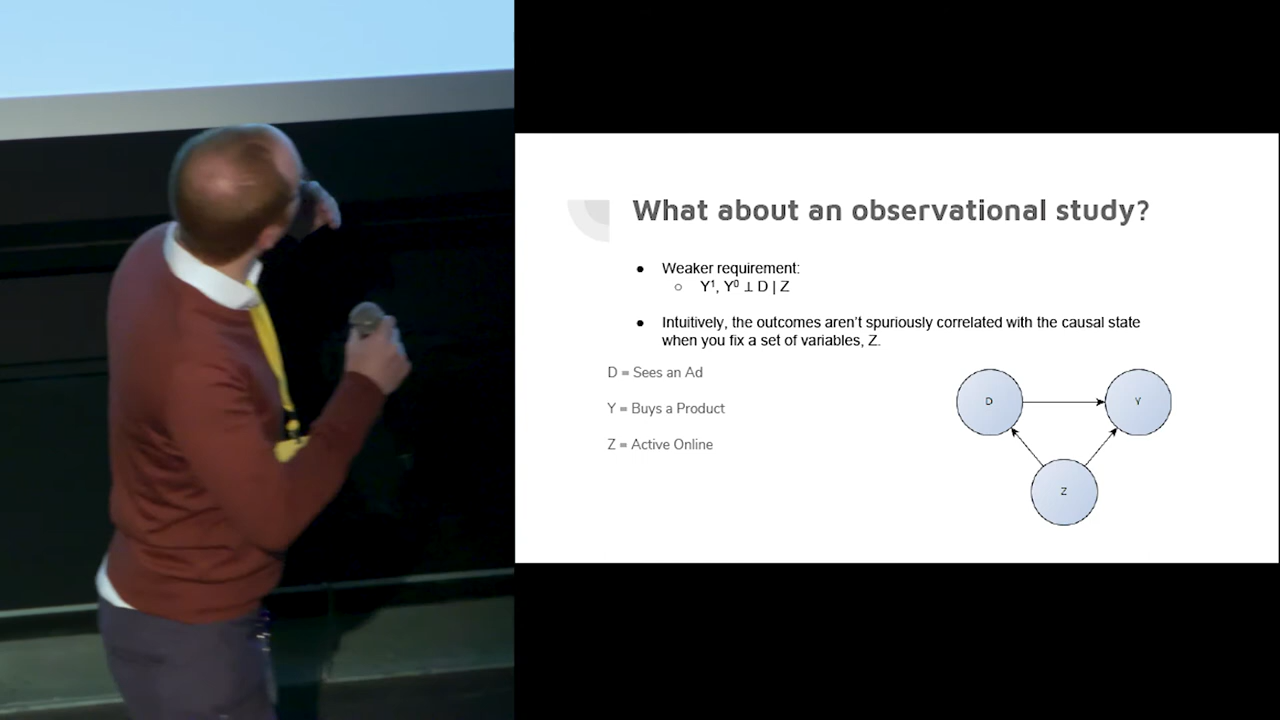 What about an observational study?
● Weaker requirement:
○ Y¹, Y⁰ ⊥ D | Z
● Intuitively, the outcomes aren’t spuriously correlated with the causal state
when you fix a set of variables, Z.
D = Sees an Ad
Y = Buys a Product
Z = Active Online
D
Y
Z